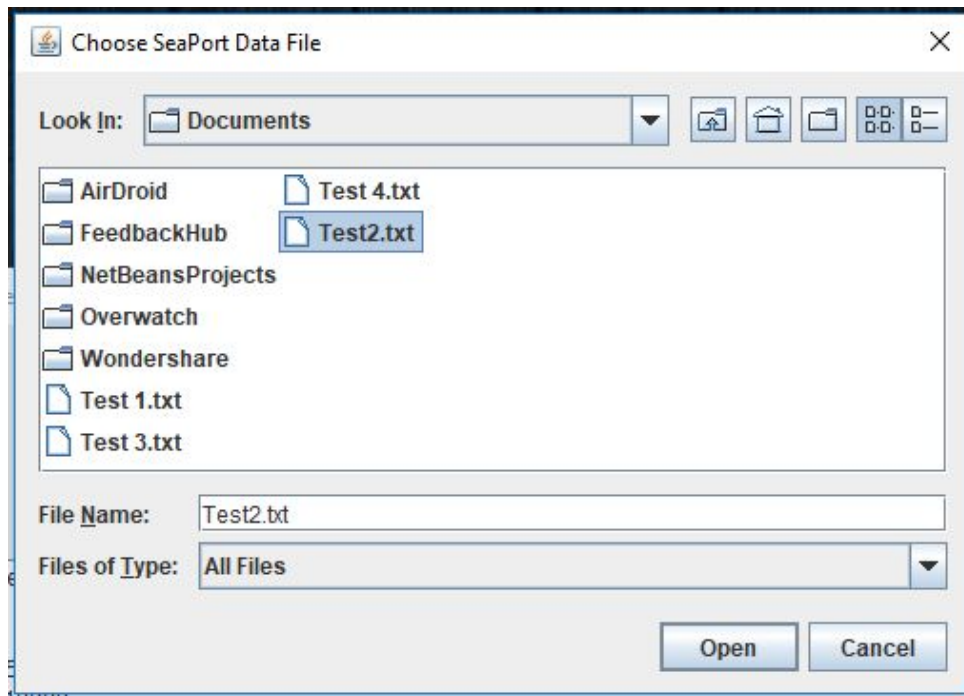 Choose SeaPort Data File
Look In: Documents
AirDroid
FeedbackHub
NetBeansProjects
Overwatch
Wondershare
Test 1.txt
Test 3.txt
Test 4.txt
Test2.txt
File Name: Test2.txt
Files of Type: All Files
Open Cancel